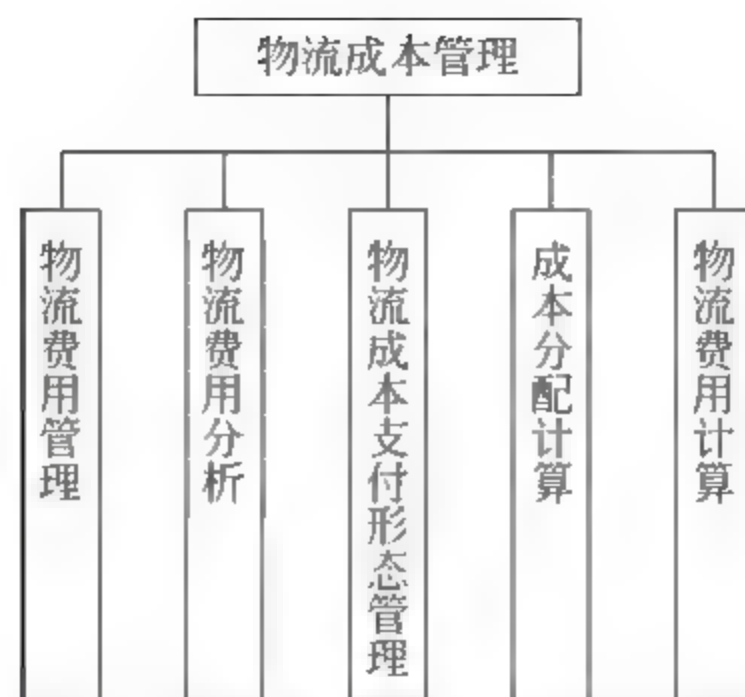 物流成本管理
物流费用管理
物流费用分析
物流成本支付形态管理
成本分配计算
物流费用计算